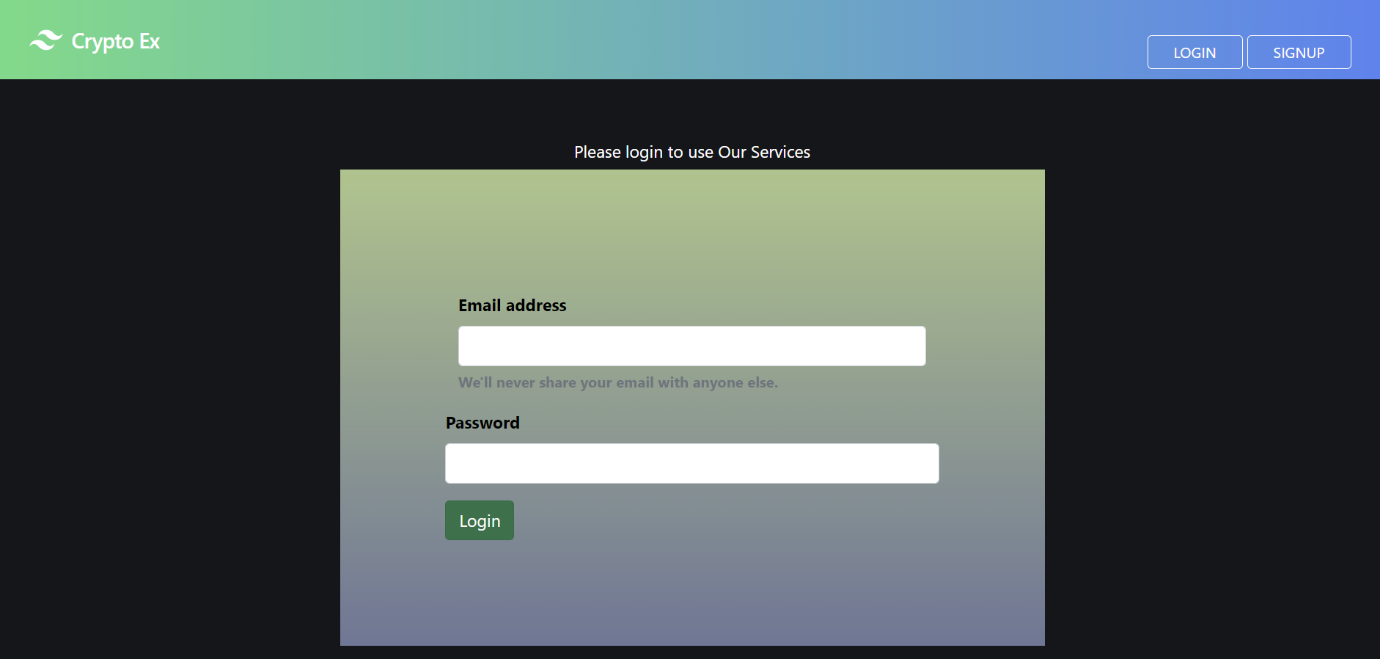 Crypto Ex
LOGIN SIGNUP
Please login to use Our Services
Email address
We'll never share your email with anyone else.
Password
Login